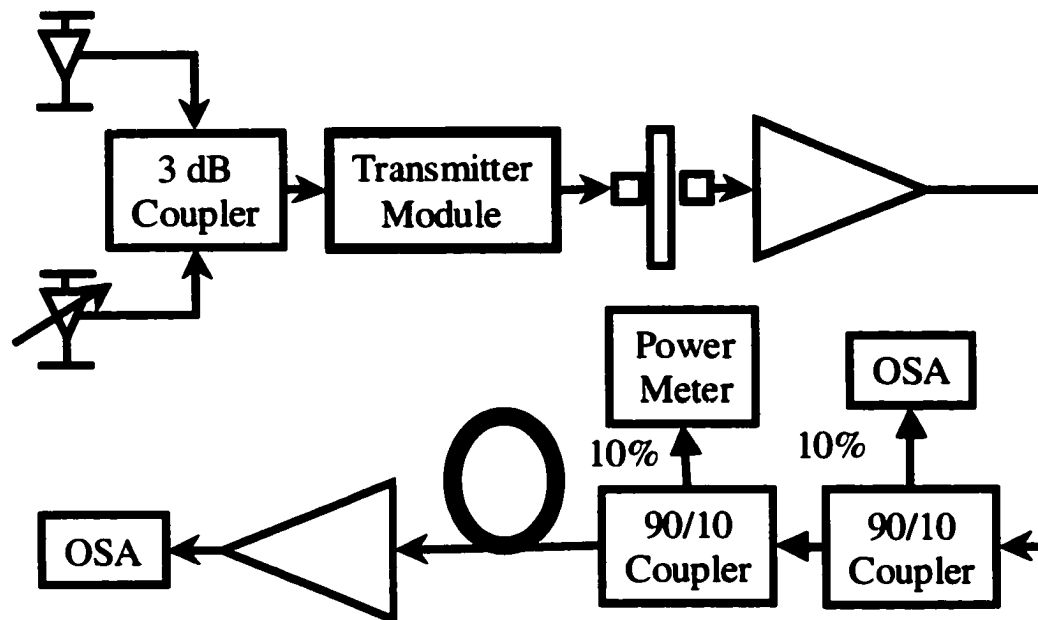 3 dB
Coupler
Transmitter
Module
Power
Meter
OSA
10%
10%
OSA
90/10
Coupler
90/10
Coupler